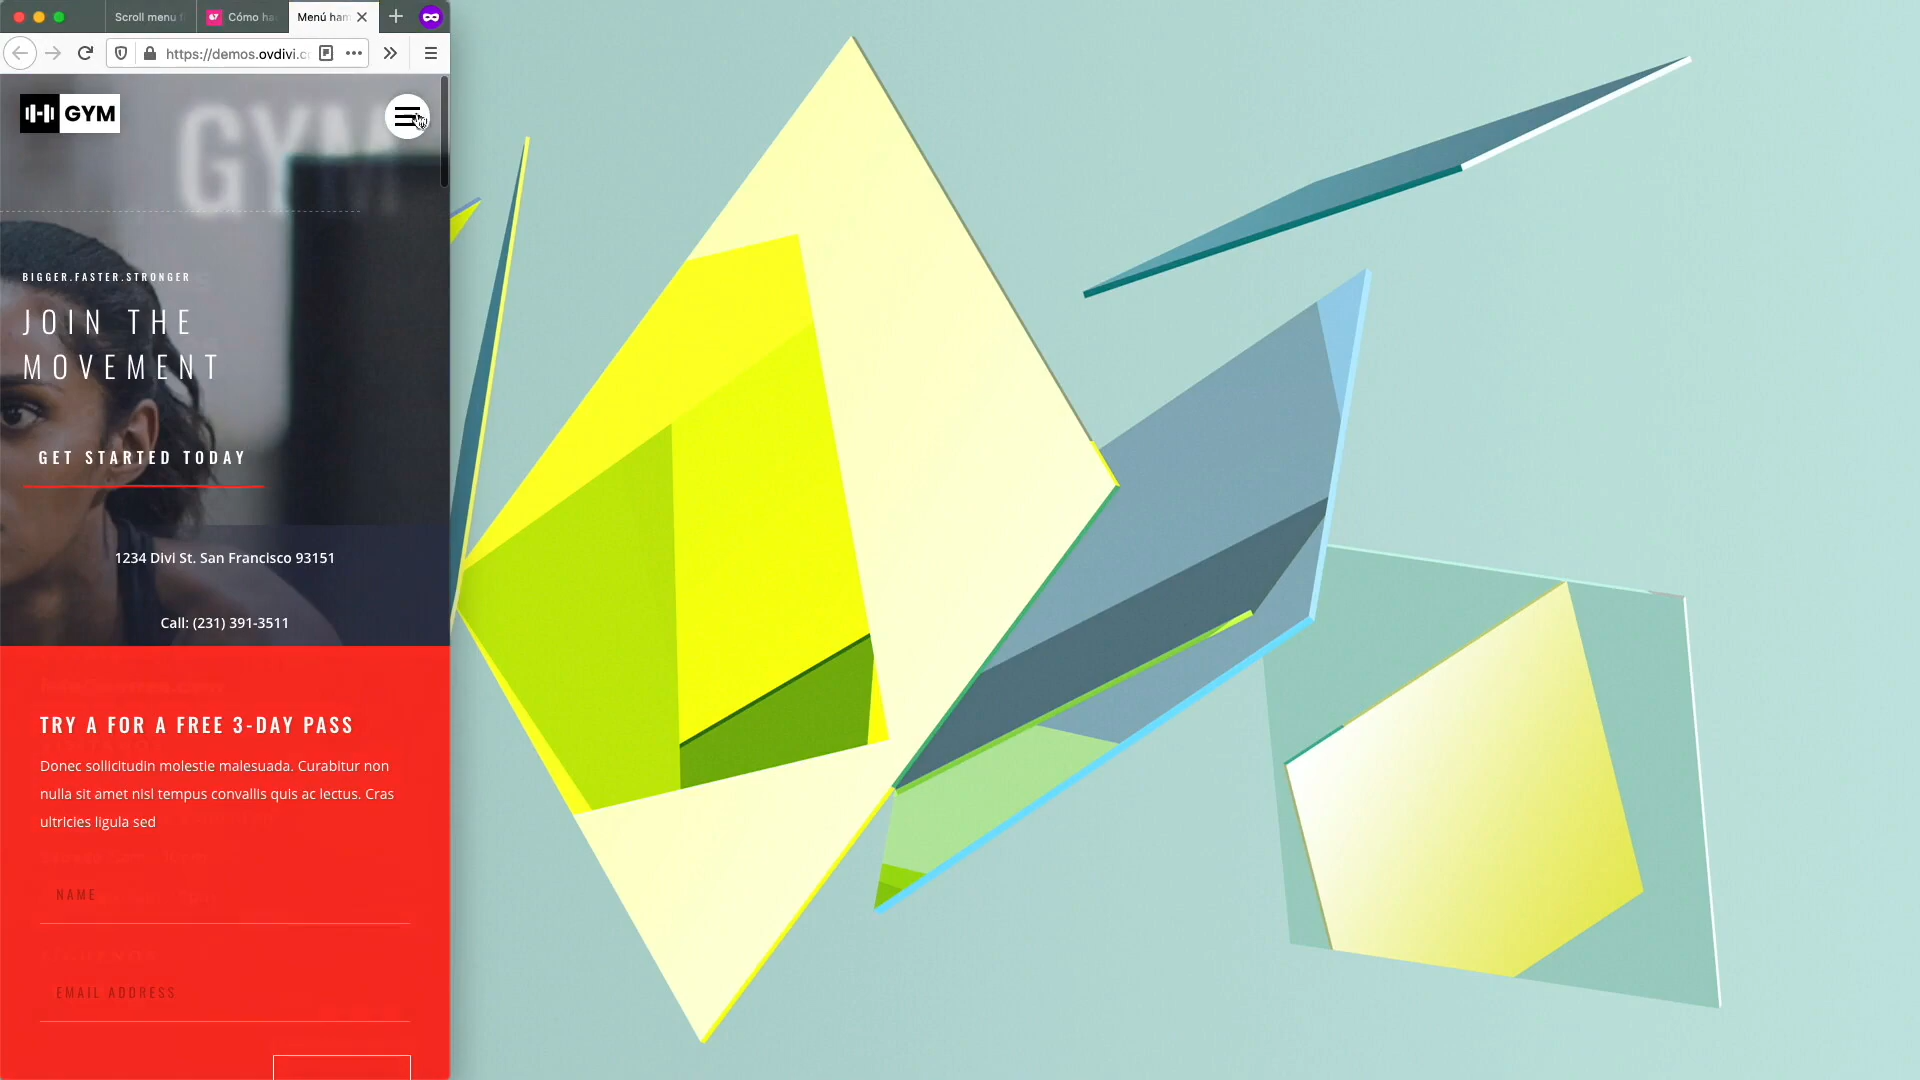 Scroll menu f
Cómo ha
Menú ham
https://demos.ovdivi.c
GYM
GYM
BIGGER.FASTER.STRONGER
JOIN THE
MOVEMENT
GET STARTED TODAY
1234 Divi St. San Francisco 93151
Call: (231) 391-3511
TRY A FOR A FREE 3-DAY PASS
Donec sollicitudin molestie malesuada. Curabitur non
nulla sit amet nisl tempus convallis quis ac lectus. Cras
ultricies ligula sed
NAME
EMAIL ADDRESS